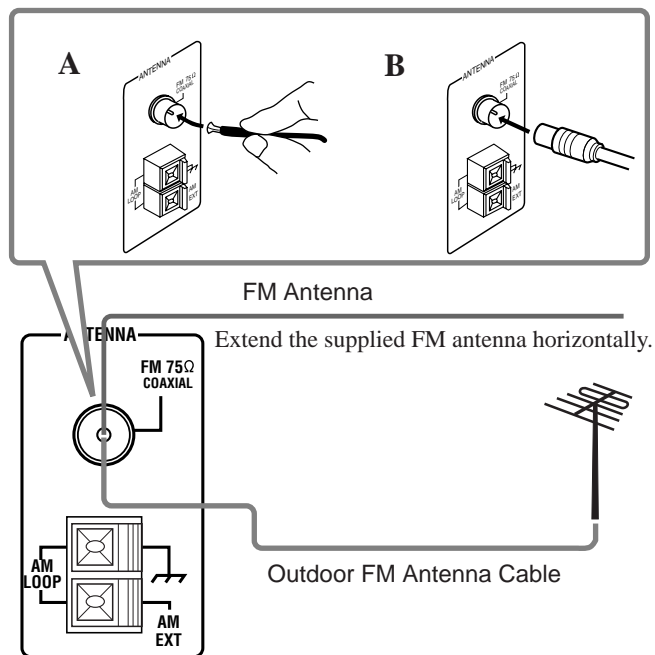 A
ANTENNA
FM 75Ω
COAXIAL
AM
LOOP
AM
EXT
B
ANTENNA
FM 75Ω
COAXIAL
AM
LOOP
AM
EXT
FM Antenna
Extend the supplied FM antenna horizontally.
ANTENNA
FM 75Ω
COAXIAL
AM
LOOP
AM
EXT
Outdoor FM Antenna Cable